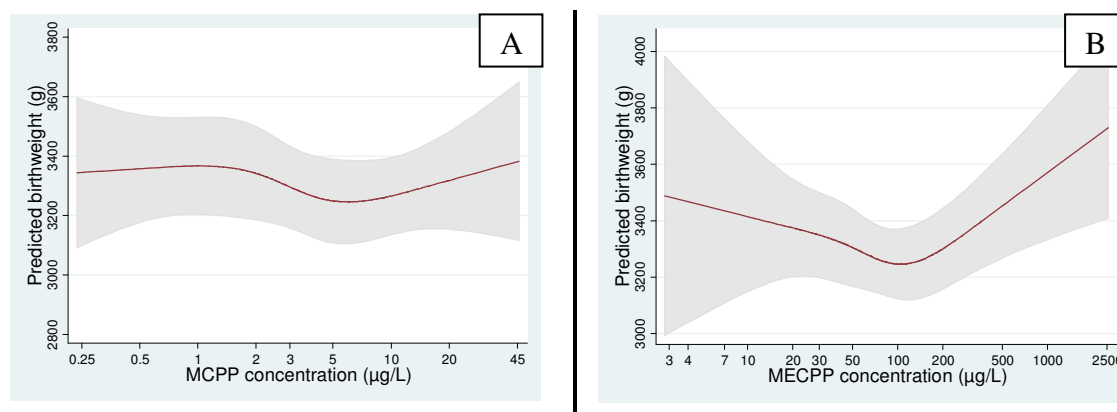 A
Predicted birthweight (g)
3800
3600
3400
3200
3000
2800
0.25 0.5 1 2 3 5 10 20 45
MCPP concentration (µg/L)
B
Predicted birthweight (g)
4000
3800
3600
3400
3200
3000
3 4 7 10 20 30 50 100 200 500 1000 2500
MECPP concentration (µg/L)